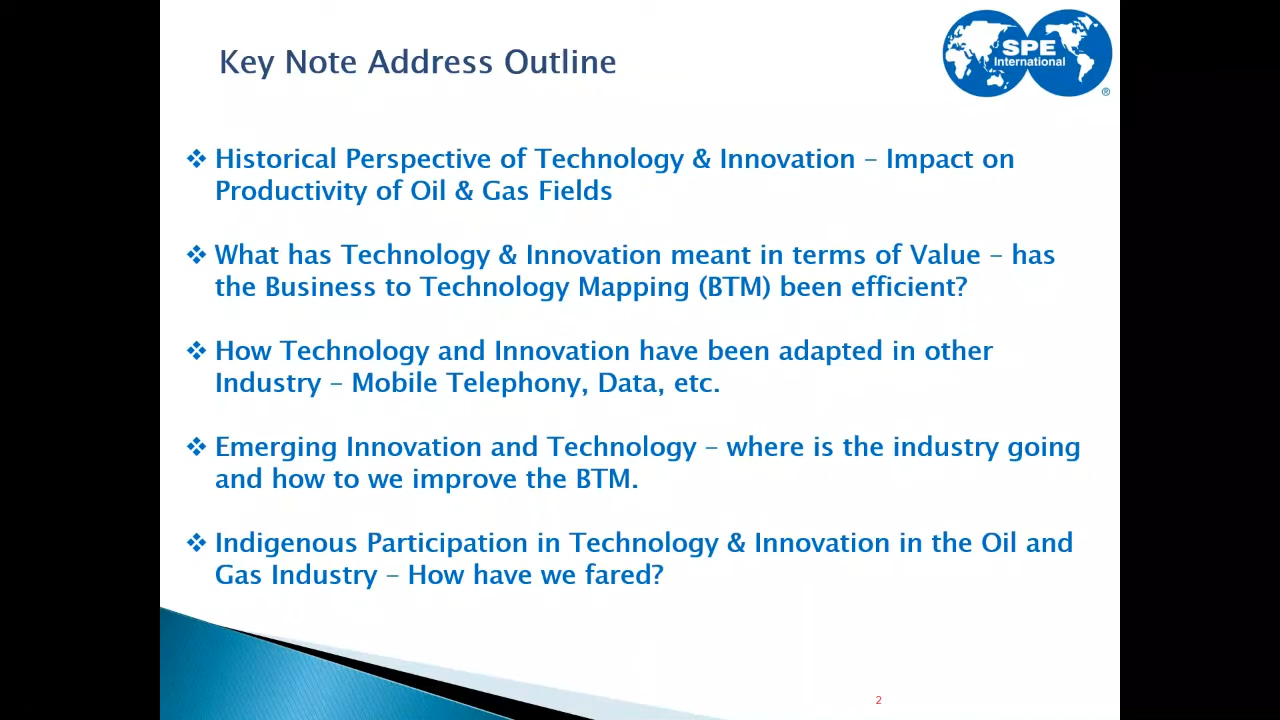 Key Note Address Outline
SPE
International
®
❖ Historical Perspective of Technology & Innovation – Impact on
Productivity of Oil & Gas Fields
❖ What has Technology & Innovation meant in terms of Value – has
the Business to Technology Mapping (BTM) been efficient?
❖ How Technology and Innovation have been adapted in other
Industry – Mobile Telephony, Data, etc.
❖ Emerging Innovation and Technology – where is the industry going
and how to we improve the BTM.
❖ Indigenous Participation in Technology & Innovation in the Oil and
Gas Industry – How have we fared?
2